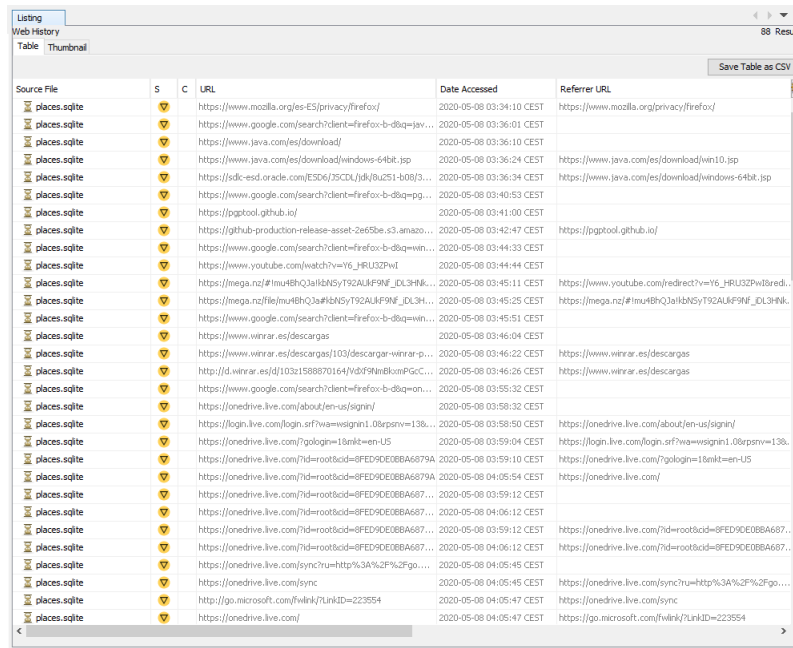 Listing
Web History
88 Resu
Table Thumbnail
Save Table as CSV
Source File S C URL Date Accessed Referrer URL
places.sqlite https://www.mozilla.org/es-ES/privacy/firefox/ 2020-05-08 03:34:10 CEST https://www.mozilla.org/privacy/firefox/
places.sqlite https://www.google.com/search?client=firefox-b-d&q=jav... 2020-05-08 03:36:01 CEST
places.sqlite https://www.java.com/es/download/ 2020-05-08 03:36:10 CEST
places.sqlite https://www.java.com/es/download/windows-64bit.jsp 2020-05-08 03:36:24 CEST https://www.java.com/es/download/win10.jsp
places.sqlite https://sdlc-esd.oracle.com/ESD6/JSCDL/jdk/8u251-b08/3... 2020-05-08 03:36:34 CEST https://www.java.com/es/download/windows-64bit.jsp
places.sqlite https://www.google.com/search?client=firefox-b-d&q=pg... 2020-05-08 03:40:53 CEST
places.sqlite https://pgptool.github.io/ 2020-05-08 03:41:00 CEST
places.sqlite https://github-production-release-asset-2e65be.s3.amazo... 2020-05-08 03:42:47 CEST https://pgptool.github.io/
places.sqlite https://www.google.com/search?client=firefox-b-d&q=win... 2020-05-08 03:44:33 CEST
places.sqlite https://www.youtube.com/watch?v=Y6_HRU3ZPwI 2020-05-08 03:44:44 CEST
places.sqlite https://mega.nz/#!mu4BhQJa!kbNSyT92AUkF9Nf_iDL3HNk... 2020-05-08 03:45:11 CEST https://www.youtube.com/redirect?v=Y6_HRU3ZPwI&redi...
places.sqlite https://mega.nz/file/mu4BhQJa#kbNSyT92AUkF9Nf_iDL3H... 2020-05-08 03:45:25 CEST https://mega.nz/#!mu4BhQJa!kbNSyT92AUkF9Nf_iDL3HNk...
places.sqlite https://www.google.com/search?client=firefox-b-d&q=win... 2020-05-08 03:45:51 CEST
places.sqlite https://www.winrar.es/descargas 2020-05-08 03:46:04 CEST
places.sqlite https://www.winrar.es/descargas/103/descargar-winrar-p... 2020-05-08 03:46:22 CEST https://www.winrar.es/descargas
places.sqlite http://d.winrar.es/d/103z1588870164/VdXf9NmBkxmPGcC... 2020-05-08 03:46:26 CEST https://www.winrar.es/descargas
places.sqlite https://www.google.com/search?client=firefox-b-d&q=on... 2020-05-08 03:55:32 CEST
places.sqlite https://onedrive.live.com/about/en-us/signin/ 2020-05-08 03:58:32 CEST
places.sqlite https://login.live.com/login.srf?wa=wsignin1.0&rpsnv=13&... 2020-05-08 03:58:50 CEST https://onedrive.live.com/about/en-us/signin/
places.sqlite https://onedrive.live.com/?gologin=1&mkt=en-US 2020-05-08 03:59:04 CEST https://login.live.com/login.srf?wa=wsignin1.0&rpsnv=13&...
places.sqlite https://onedrive.live.com/?id=root&cid=8FED9DE0BBA6879A 2020-05-08 03:59:10 CEST https://onedrive.live.com/?gologin=1&mkt=en-US
places.sqlite https://onedrive.live.com/?id=root&cid=8FED9DE0BBA6879A 2020-05-08 04:05:54 CEST https://onedrive.live.com/
places.sqlite https://onedrive.live.com/?id=root&cid=8FED9DE0BBA687... 2020-05-08 03:59:12 CEST
places.sqlite https://onedrive.live.com/?id=root&cid=8FED9DE0BBA687... 2020-05-08 04:06:12 CEST
places.sqlite https://onedrive.live.com/?id=root&cid=8FED9DE0BBA687... 2020-05-08 03:59:12 CEST https://onedrive.live.com/?id=root&cid=8FED9DE0BBA687...
places.sqlite https://onedrive.live.com/?id=root&cid=8FED9DE0BBA687... 2020-05-08 04:06:12 CEST https://onedrive.live.com/?id=root&cid=8FED9DE0BBA687...
places.sqlite https://onedrive.live.com/sync?ru=http%3A%2F%2Fgo.... 2020-05-08 04:05:45 CEST
places.sqlite https://onedrive.live.com/sync 2020-05-08 04:05:45 CEST https://onedrive.live.com/sync?ru=http%3A%2F%2Fgo...
places.sqlite http://go.microsoft.com/fwlink/?LinkID=223554 2020-05-08 04:05:47 CEST https://onedrive.live.com/sync
places.sqlite https://onedrive.live.com/ 2020-05-08 04:05:47 CEST https://go.microsoft.com/fwlink/?LinkID=223554